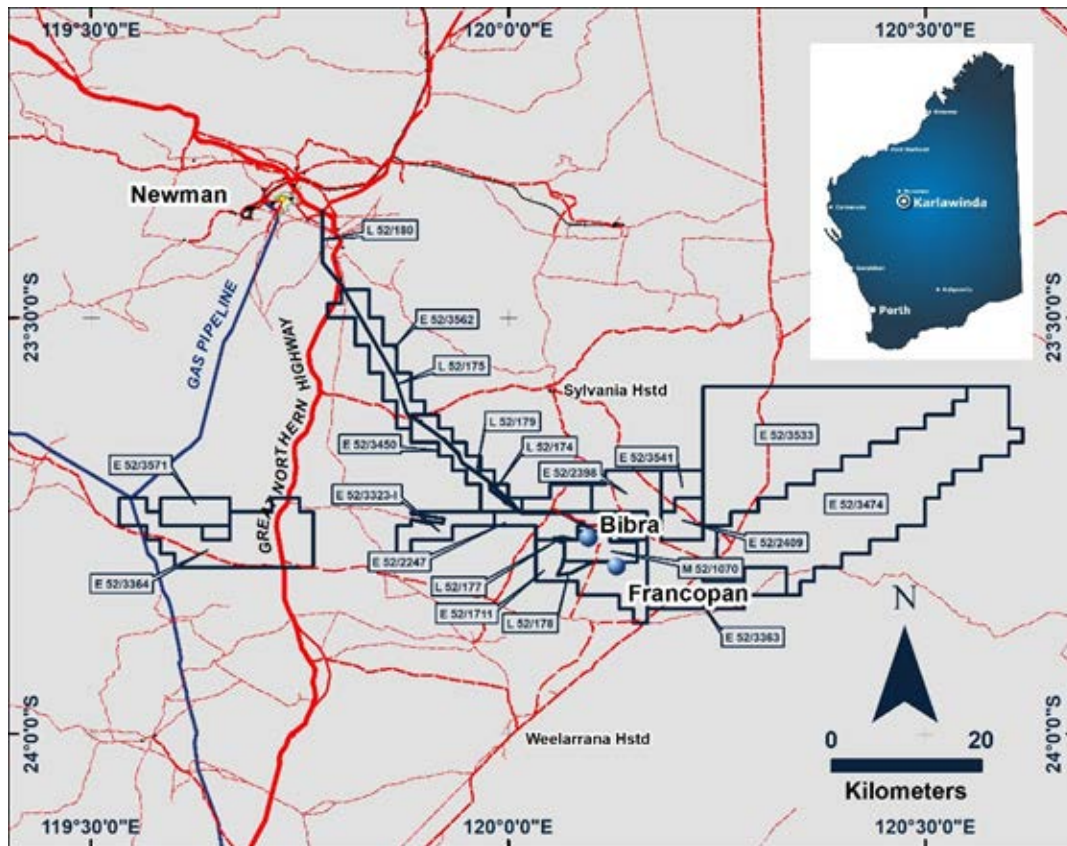 119°30'0"E
120°0'0"E
120°30'0"E
Newman
L 52/180
Karlawinda
Perth
23°30'0"S
23°30'0"S
GAS PIPELINE
GREAT NORTHERN HIGHWAY
E 52/3562
L 52/175
Sylvania Hstd
L 52/179
L 52/174
E 52/3450
E 52/2398
E 52/3541
E 52/3533
E 52/3571
E 52/3323-I
E 52/3474
Bibra
E 52/2409
E 52/2247
M 52/1070
E 52/3364
L 52/177
E 52/1711
L 52/178
Francopan
E 52/3363
N
24°0'0"S
24°0'0"S
Weelarrana Hstd
0 20
Kilometers
119°30'0"E
120°0'0"E
120°30'0"E